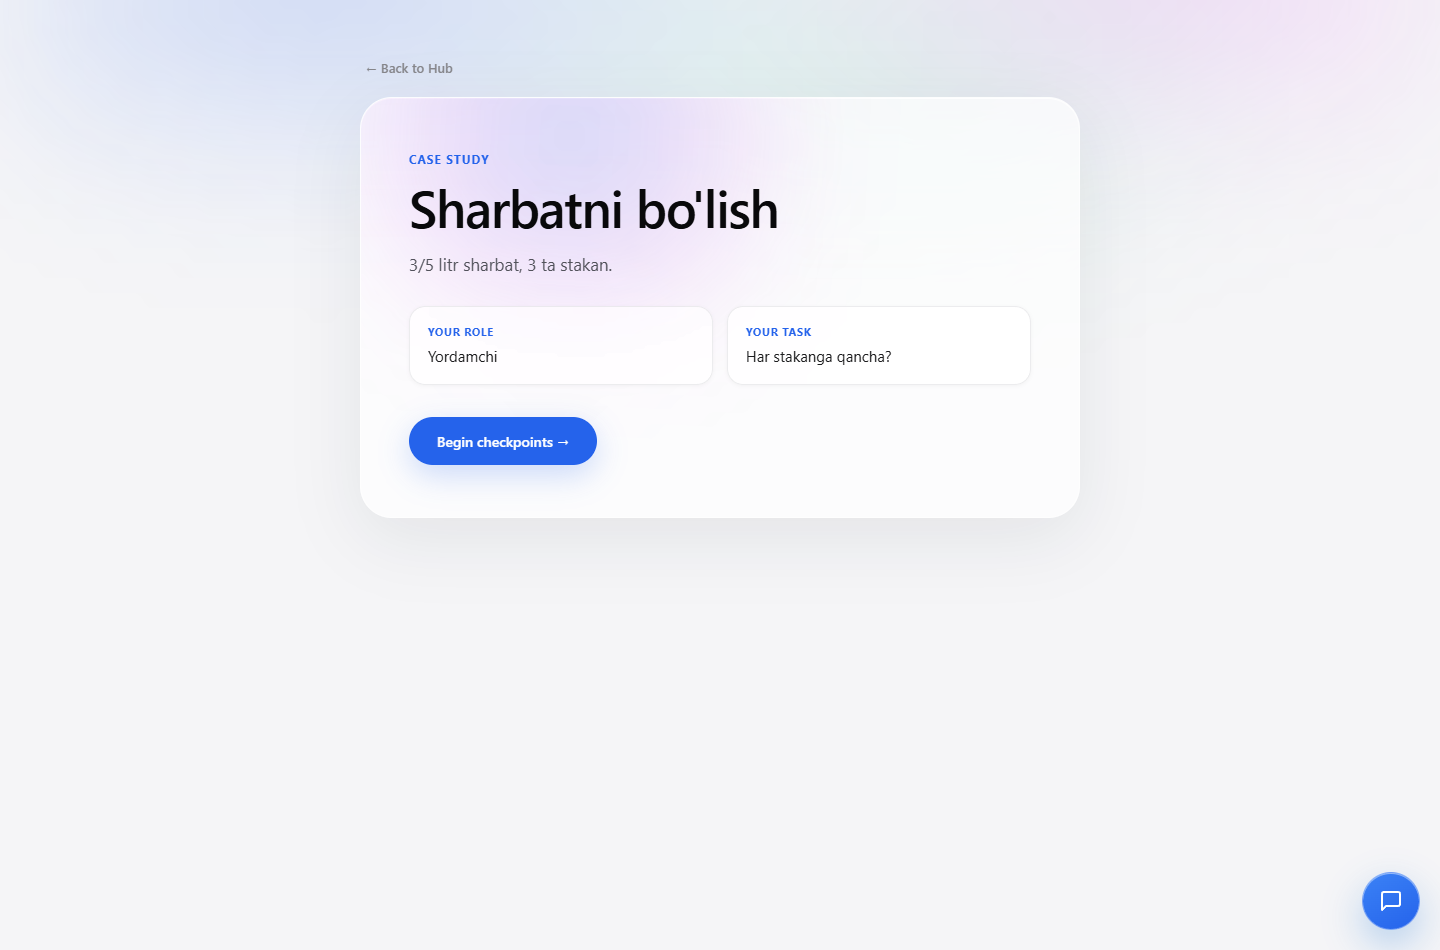 ← Back to Hub
CASE STUDY
Sharbatni bo'lish
3/5 litr sharbat, 3 ta stakan.
YOUR ROLE
Yordamchi
YOUR TASK
Har stakanga qancha?
Begin checkpoints →